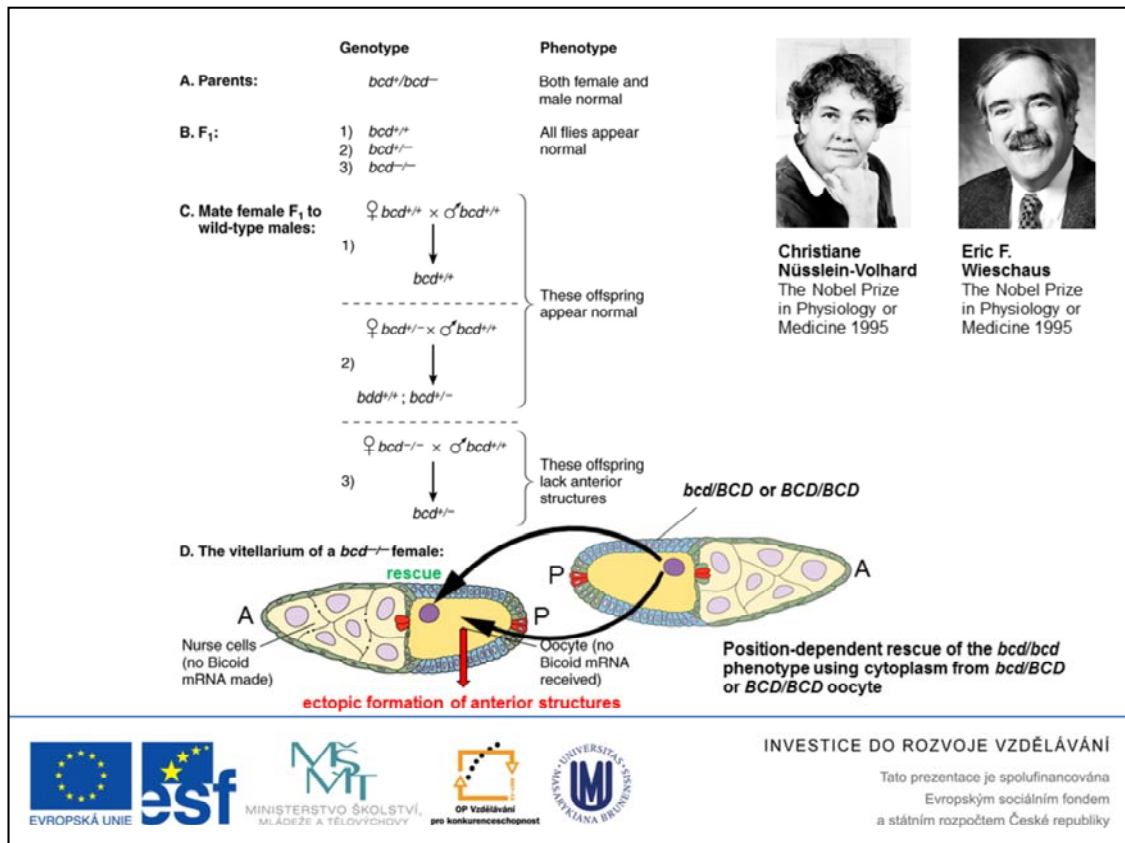 Genotype
Phenotype
A. Parents:
bcd+/bcd–
Both female and
male normal
B. F1:
1) bcd+/+
2) bcd+/–
3) bcd–/–
All flies appear
normal
C. Mate female F1 to
wild-type males:
♀ bcd+/+ × ♂ bcd+/+
1)
bcd+/+
♀ bcd+/– × ♂ bcd+/+
2)
bdd+/+ ; bcd+/–
These offspring
appear normal
♀ bcd–/– × ♂ bcd+/+
3)
bcd+/–
These offspring
lack anterior
structures
Christiane
Nüsslein-Volhard
The Nobel Prize
in Physiology or
Medicine 1995
Eric F.
Wieschaus
The Nobel Prize
in Physiology or
Medicine 1995
bcd/BCD or BCD/BCD
D. The vitellarium of a bcd–/– female:
rescue
A
P
P
A
Nurse cells
(no Bicoid
mRNA made)
Oocyte (no
Bicoid mRNA
received)
ectopic formation of anterior structures
Position-dependent rescue of the bcd/bcd
phenotype using cytoplasm from bcd/BCD
or BCD/BCD oocyte
EVROPSKÁ UNIE
esf
MŠMT
MINISTERSTVO ŠKOLSTVÍ,
MLÁDEŽE A TĚLOVÝCHOVY
OP Vzdělávání
pro konkurenceschopnost
UNIVERSITAS
MASARYKIANA BRUNENSIS
INVESTICE DO ROZVOJE VZDĚLÁVÁNÍ
Tato prezentace je spolufinancována
Evropským sociálním fondem
a státním rozpočtem České republiky